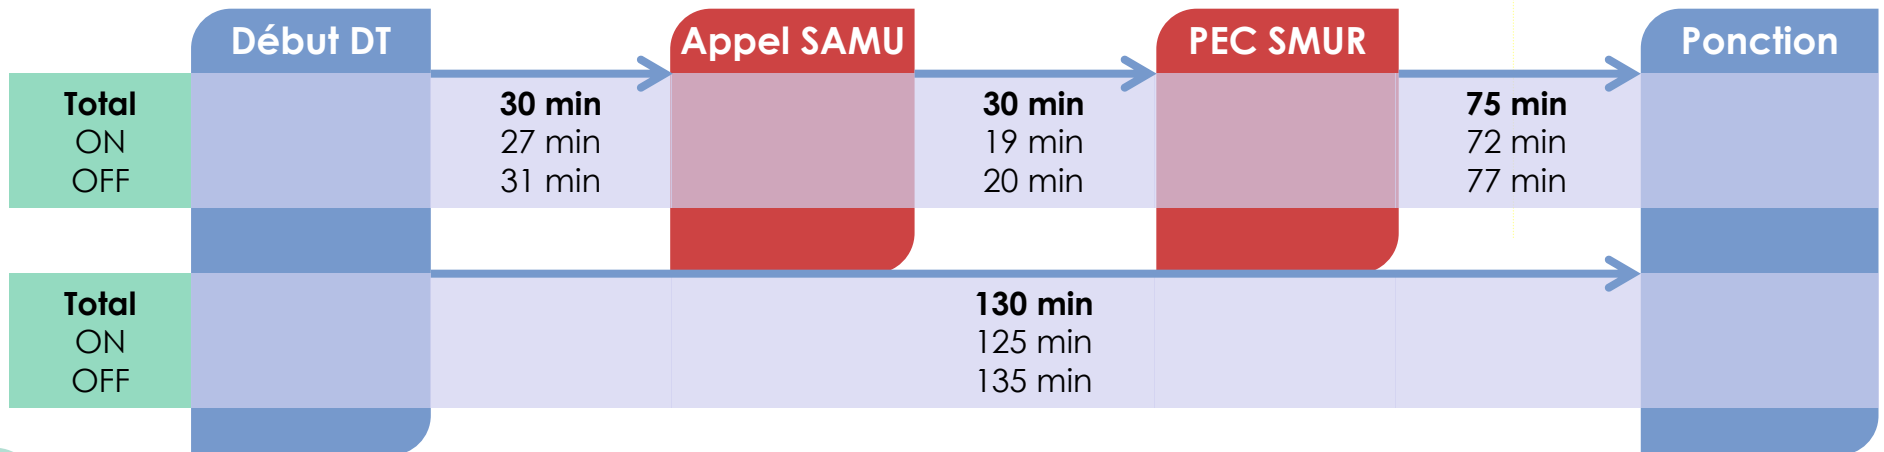 Début DT Appel SAMU PEC SMUR Ponction
Total 30 min 30 min 75 min
ON 27 min 19 min 72 min
OFF 31 min 20 min 77 min
Total 130 min
ON 125 min
OFF 135 min